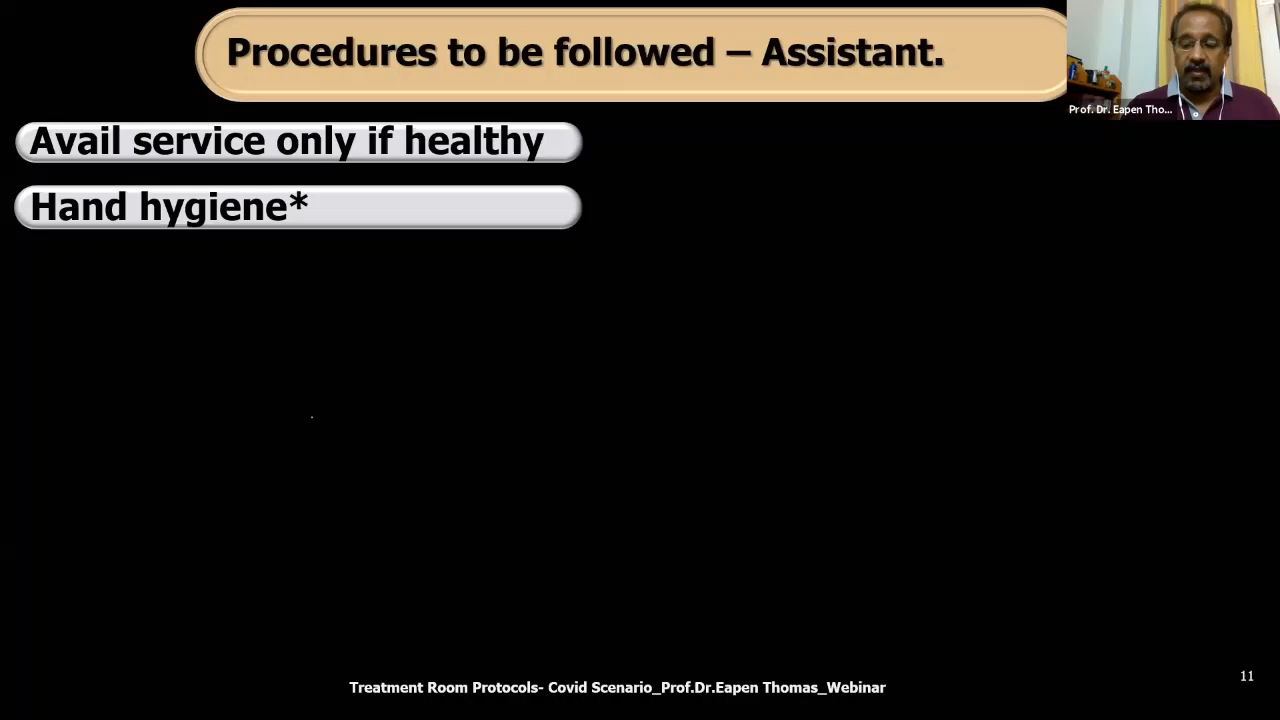 Procedures to be followed – Assistant.
Prof. Dr. Eapen Tho...
Avail service only if healthy
Hand hygiene*
Treatment Room Protocols- Covid Scenario_Prof.Dr.Eapen Thomas_Webinar
11